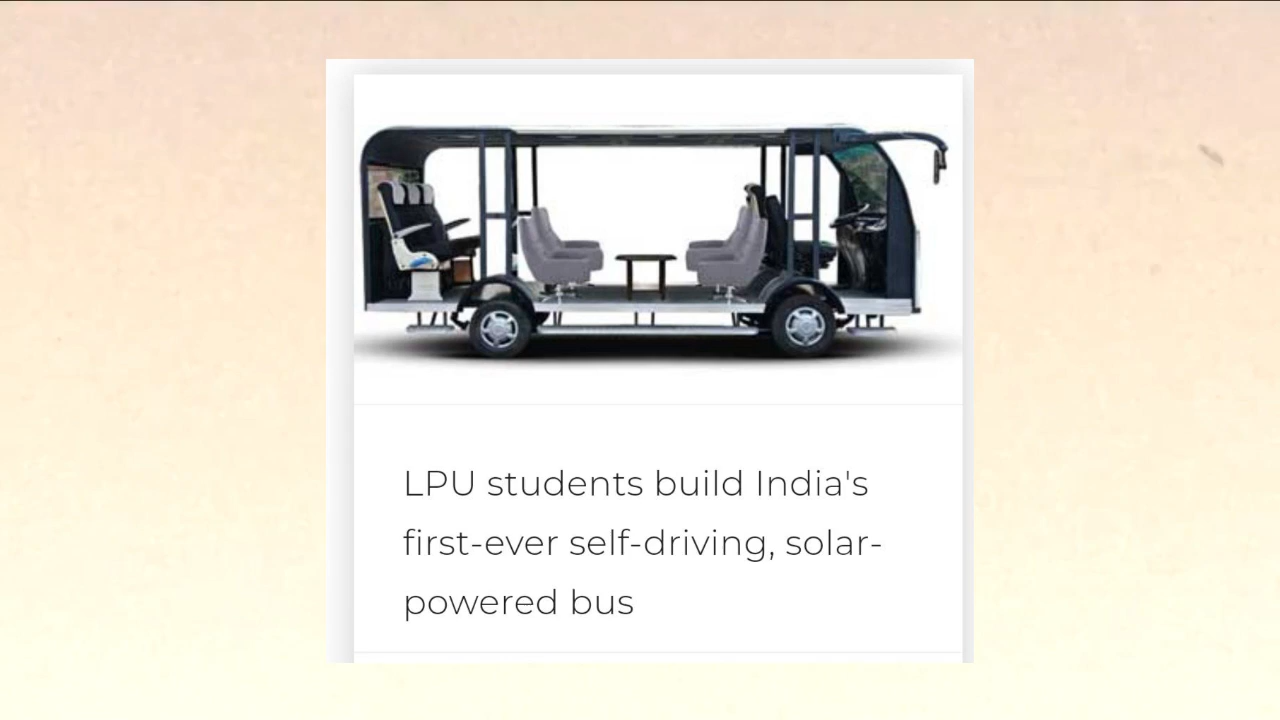 LPU students build India's
first-ever self-driving, solar-
powered bus